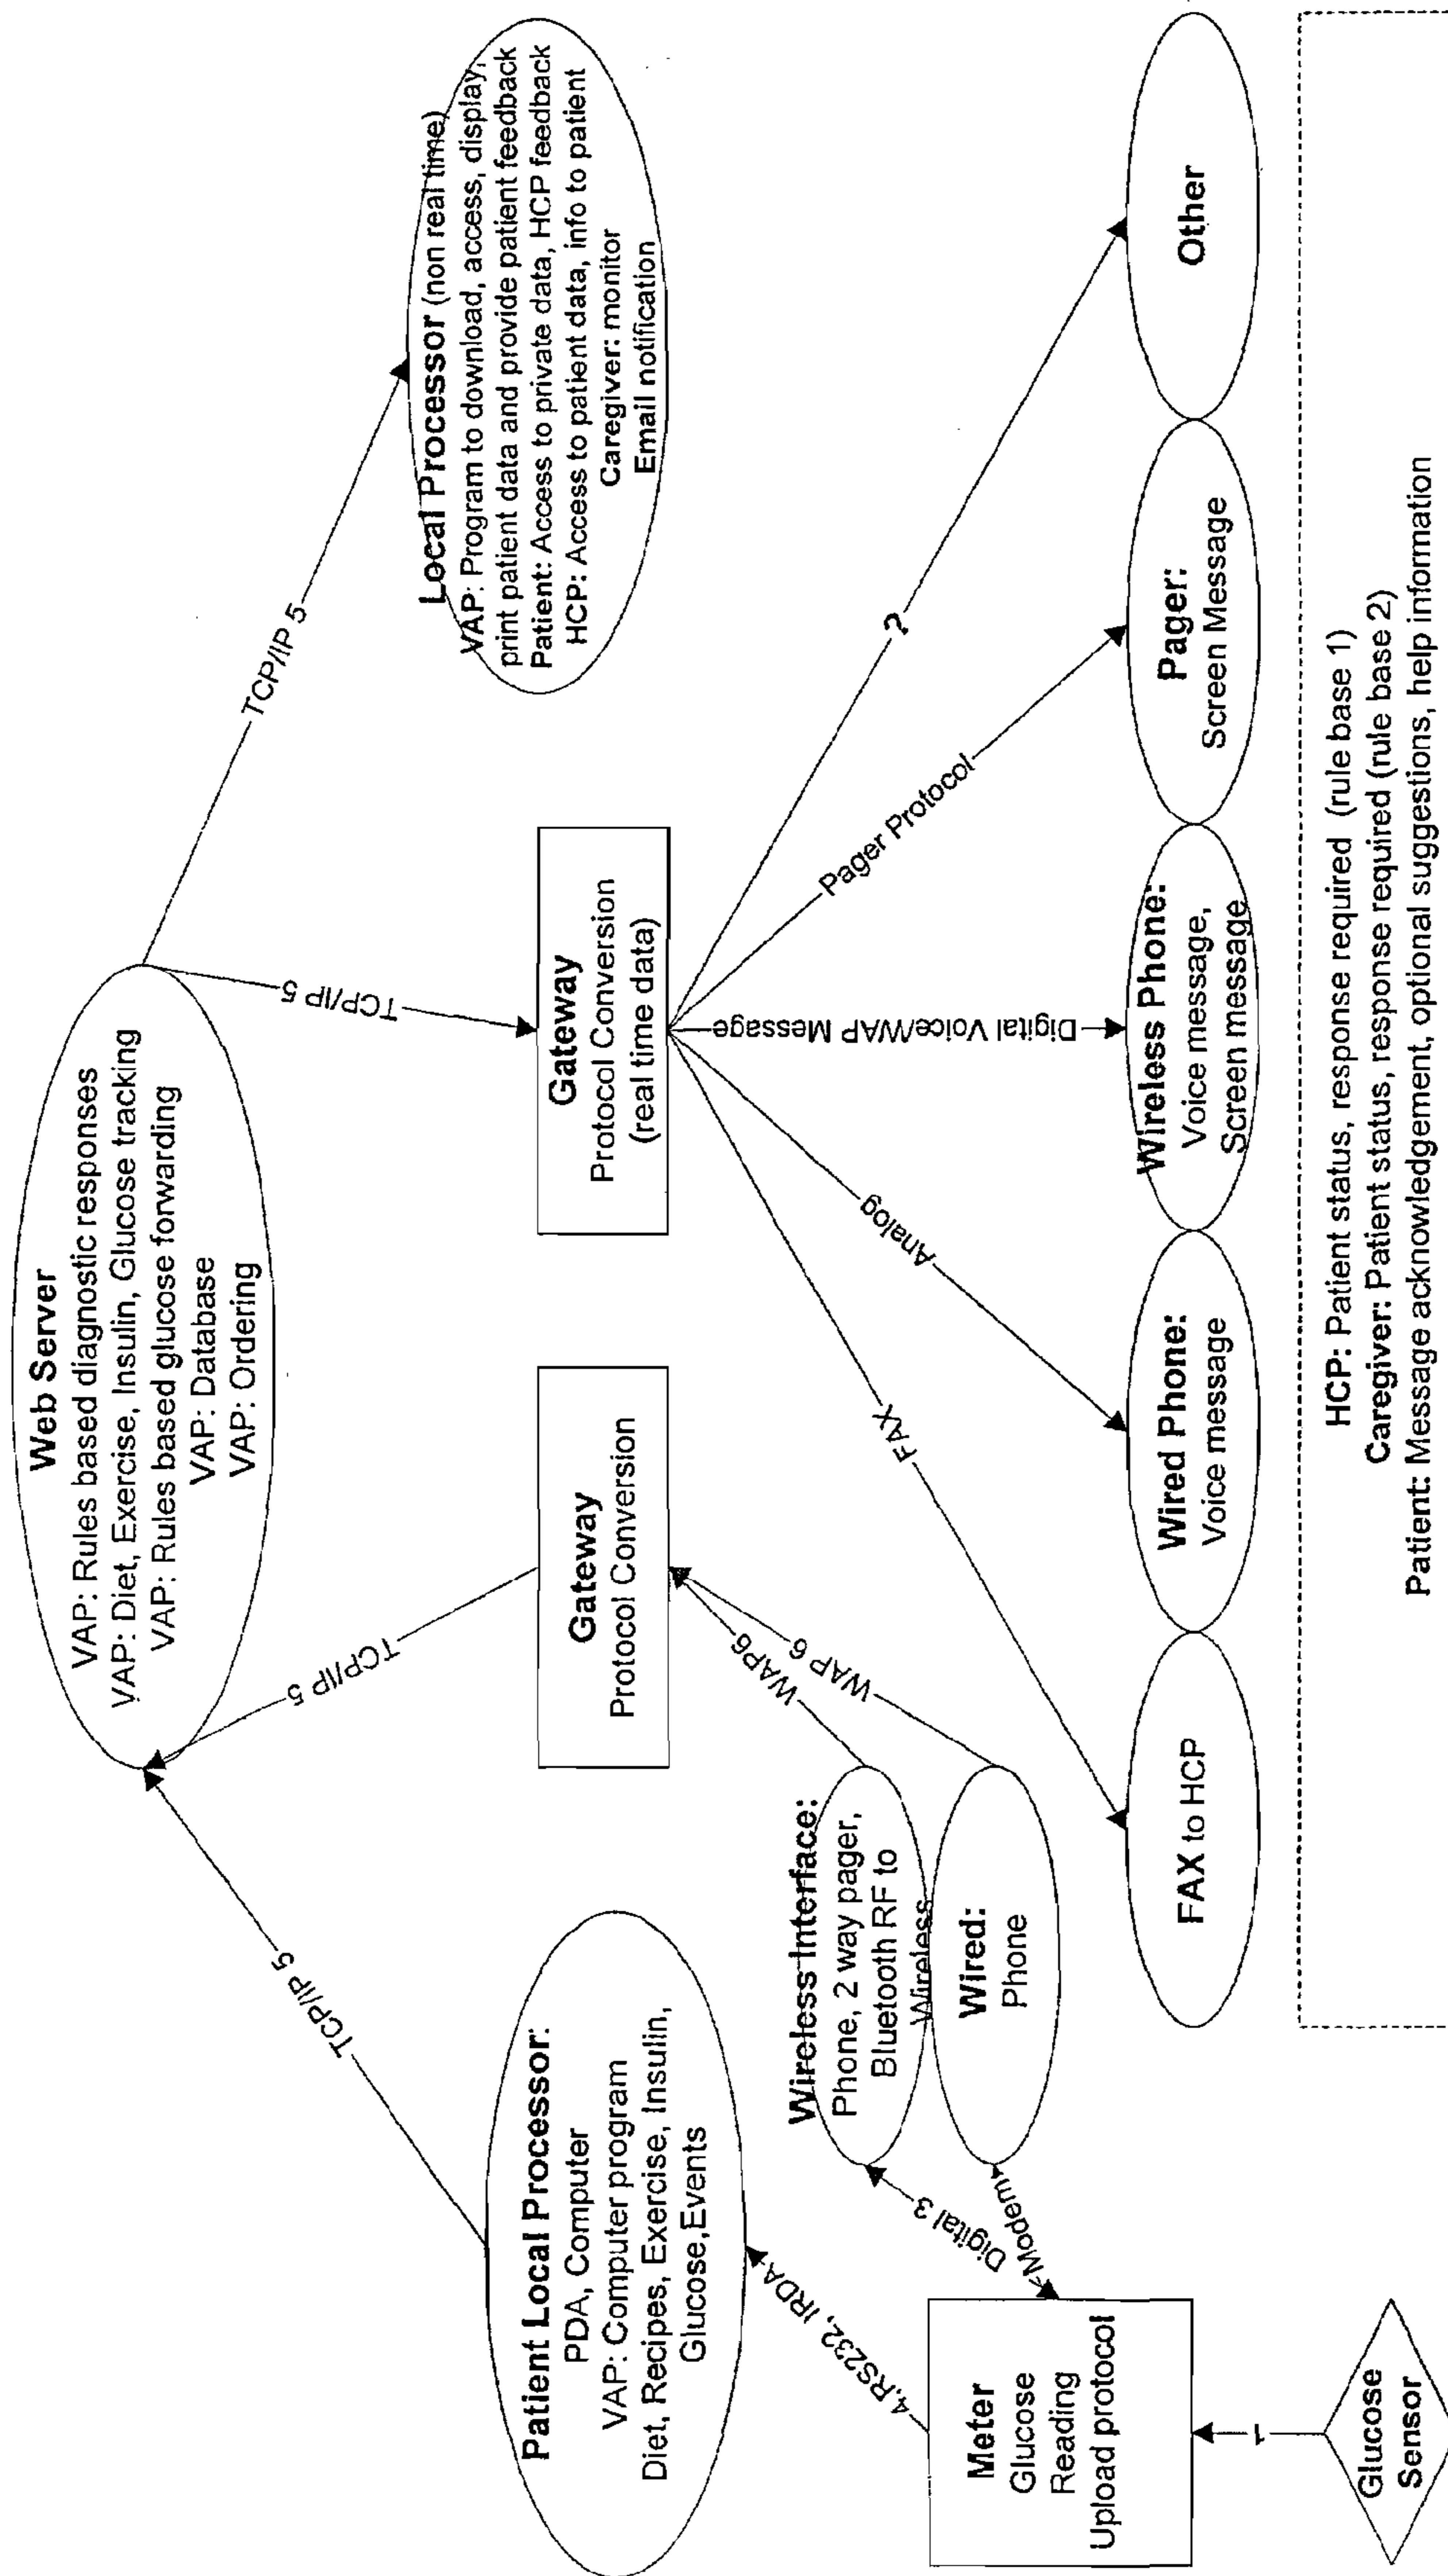 Web Server
VAP: Rules based diagnostic responses
VAP: Diet, Exercise, Insulin, Glucose tracking
VAP: Rules based glucose forwarding
VAP: Database
VAP: Ordering
TCP/IP 5
TCP/IP 5
TCP/IP 5
TCP/IP 5
Patient Local Processor:
PDA, Computer
VAP: Computer program
Diet, Recipes, Exercise, Insulin,
Glucose,Events
Gateway
Protocol Conversion
Gateway
Protocol Conversion
(real time data)
Local Processor (non real time)
VAP: Program to download, access, display,
print patient data and provide patient feedback
Patient: Access to private data, HCP feedback
HCP: Access to patient data, info to patient
Caregiver: monitor
Email notification
4,RS232, IRDA
Wireless Interface:
Phone, 2 way pager,
Bluetooth RF to
Wireless
Wired:
Phone
WAP6
WAP 6
Digital 3
Modem
Meter
Glucose
Reading
Upload protocol
1
Glucose
Sensor
FAX
Analog
Digital Voice/WAP Message
Pager Protocol
?
FAX to HCP
Wired Phone:
Voice message
Wireless Phone:
Voice message,
Screen message
Pager:
Screen Message
Other
HCP: Patient status, response required (rule base 1)
Caregiver: Patient status, response required (rule base 2)
Patient: Message acknowledgement, optional suggestions, help information